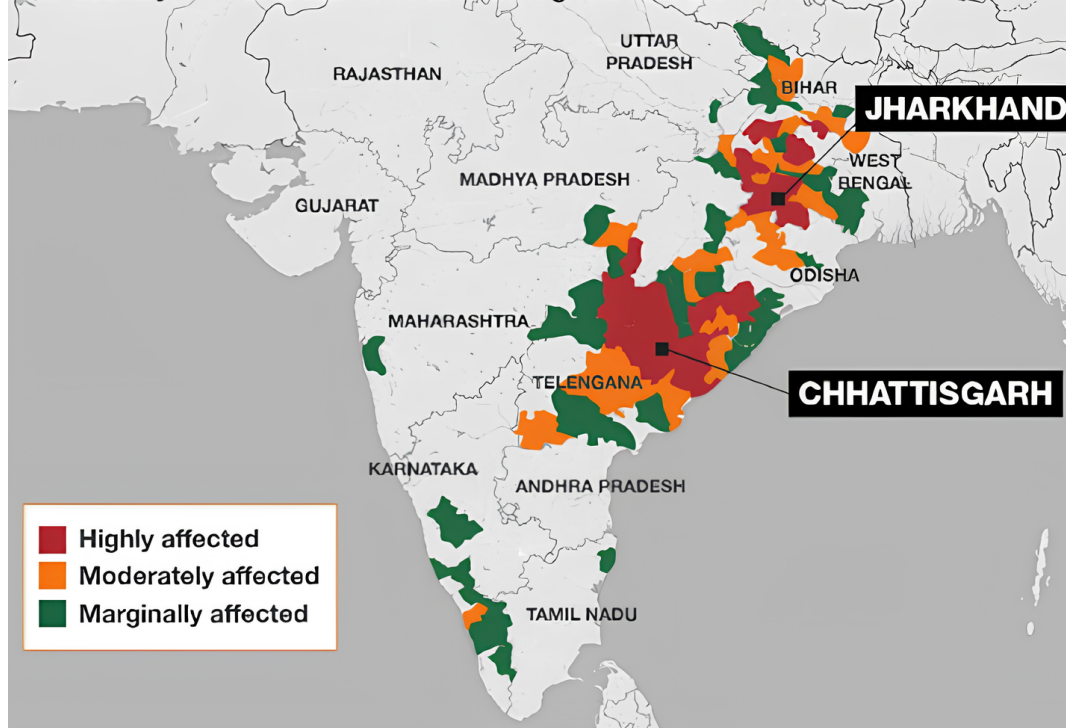 UTTAR
PRADESH
RAJASTHAN
BIHAR
JHARKHAND
WEST
BENGAL
MADHYA PRADESH
GUJARAT
ODISHA
MAHARASHTRA
TELENGANA
CHHATTISGARH
KARNATAKA
ANDHRA PRADESH
Highly affected
Moderately affected
Marginally affected
TAMIL NADU